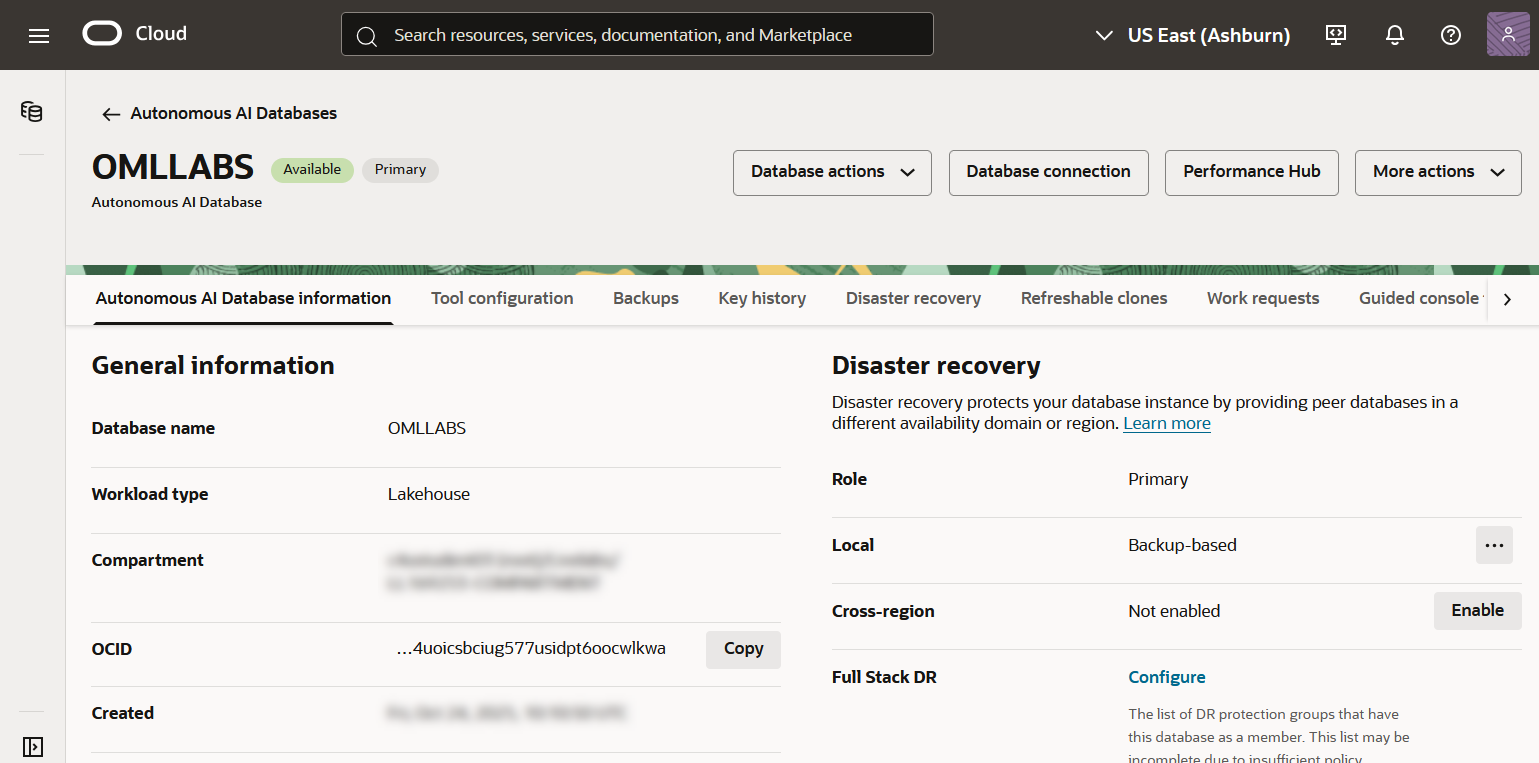 Cloud
Search resources, services, documentation, and Marketplace
US East (Ashburn)
Autonomous AI Databases
OMLLABS
Available
Primary
Autonomous AI Database
Database actions
Database connection
Performance Hub
More actions
Autonomous AI Database information
Tool configuration
Backups
Key history
Disaster recovery
Refreshable clones
Work requests
Guided console
General information
Database name
OMLLABS
Workload type
Lakehouse
Compartment
OCID
...4uoicsbciug577usidpt6oocwlkwa
Copy
Created
Disaster recovery
Disaster recovery protects your database instance by providing peer databases in a
different availability domain or region. Learn more
Role
Primary
Local
Backup-based
Cross-region
Not enabled
Enable
Full Stack DR
Configure
The list of DR protection groups that have
this database as a member. This list may be
incomplete due to insufficient policy